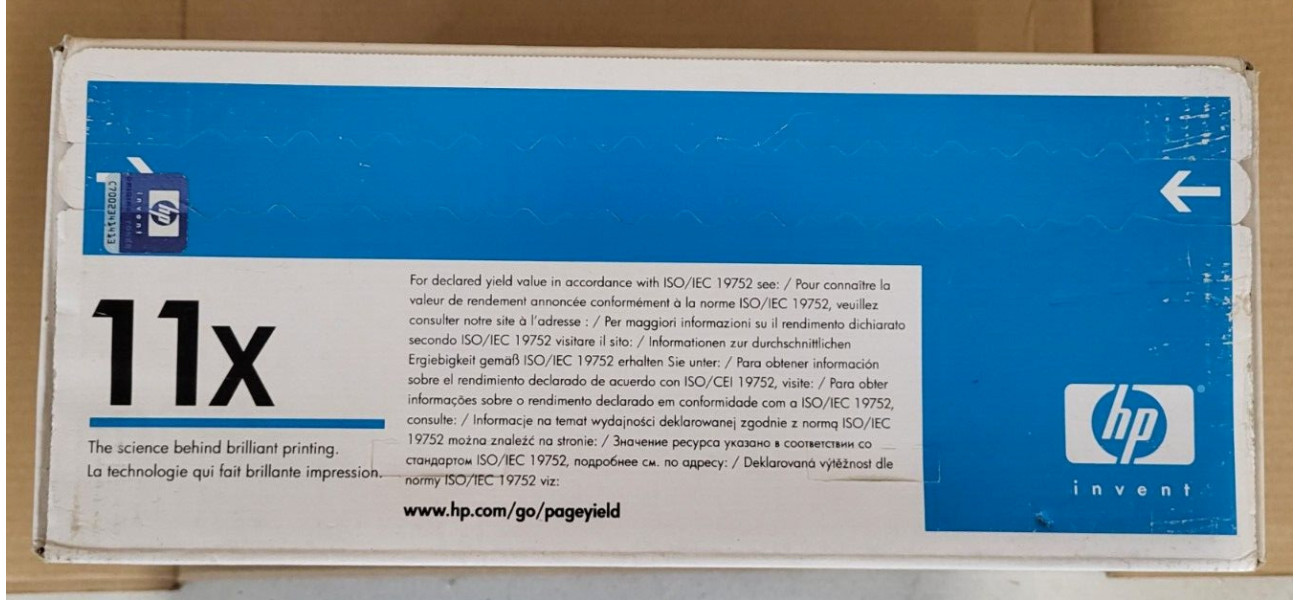 11x
The science behind brilliant printing.
La technologie qui fait brillante impression.
For declared yield value in accordance with ISO/IEC 19752 see: / Pour connaître la
valeur de rendement annoncée conformément à la norme ISO/IEC 19752, veuillez
consulter notre site à l'adresse : / Per maggiori informazioni su il rendimento dichiarato
secondo ISO/IEC 19752 visitare il sito: / Informationen zur durchschnittlichen
Ergiebigkeit gemäß ISO/IEC 19752 erhalten Sie unter: / Para obtener información
sobre el rendimiento declarado de acuerdo con ISO/CEI 19752, visite: / Para obter
informações sobre o rendimento declarado em conformidade com a ISO/IEC 19752,
consulte: / Informacje na temat wydajności deklarowanej zgodnie z normą ISO/IEC
19752 można znaleźć na stronie: / Значение ресурса указано в соответствии со
стандартом ISO/IEC 19752, подробнее см. по адресу: / Deklarovaná výtěžnost dle
normy ISO/IEC 19752 viz:
www.hp.com/go/pageyield
hp
invent
hp
invent